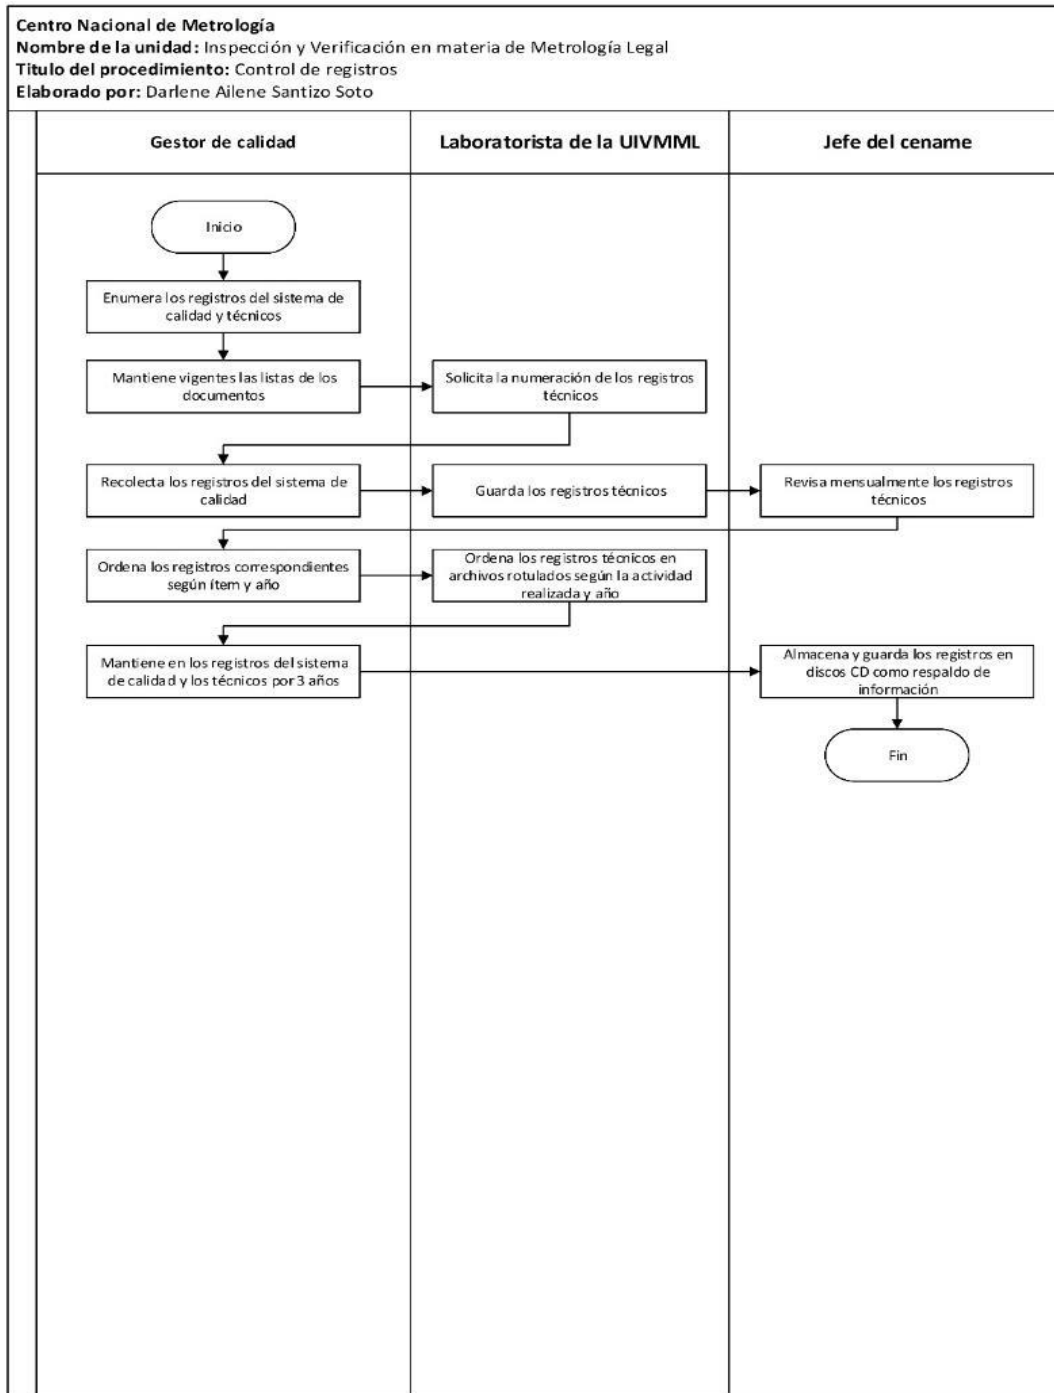 Centro Nacional de Metrología
Nombre de la unidad: Inspección y Verificación en materia de Metrología Legal
Titulo del procedimiento: Control de registros
Elaborado por: Darlene Ailene Santizo Soto
Gestor de calidad
Laboratorista de la UIVMML
Jefe del cename
Inicio
Enumera los registros del sistema de
calidad y técnicos
Mantiene vigentes las listas de los
documentos
Solicita la numeración de los registros
técnicos
Recolecta los registros del sistema de
calidad
Guarda los registros técnicos
Revisa mensualmente los registros
técnicos
Ordena los registros correspondientes
según ítem y año
Ordena los registros técnicos en
archivos rotulados según la actividad
realizada y año
Mantiene en los registros del sistema
de calidad y los técnicos por 3 años
Almacena y guarda los registros en
discos CD como respaldo de
información
Fin